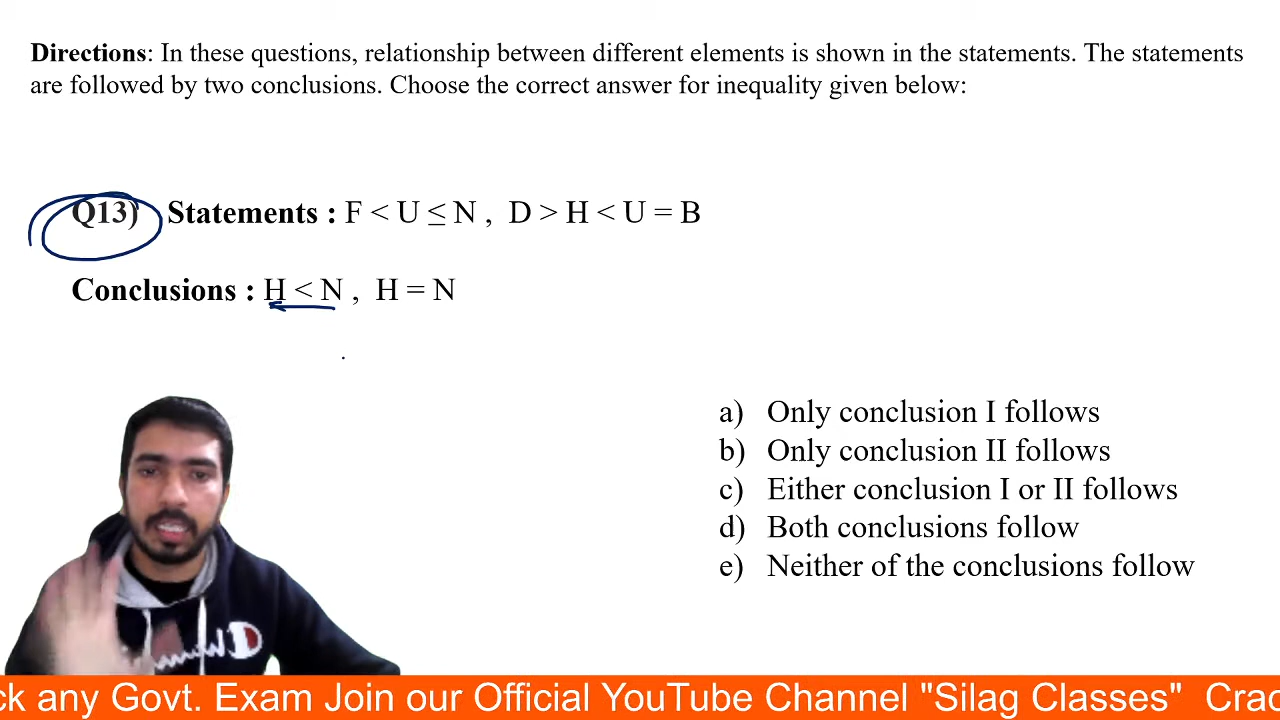 Directions: In these questions, relationship between different elements is shown in the statements. The statements
are followed by two conclusions. Choose the correct answer for inequality given below:
Q13) Statements : F < U ≤ N , D > H < U = B
Conclusions : H < N , H = N
a) Only conclusion I follows
b) Only conclusion II follows
c) Either conclusion I or II follows
d) Both conclusions follow
e) Neither of the conclusions follow
ck any Govt. Exam Join our Official YouTube Channel "Silag Classes" Crac